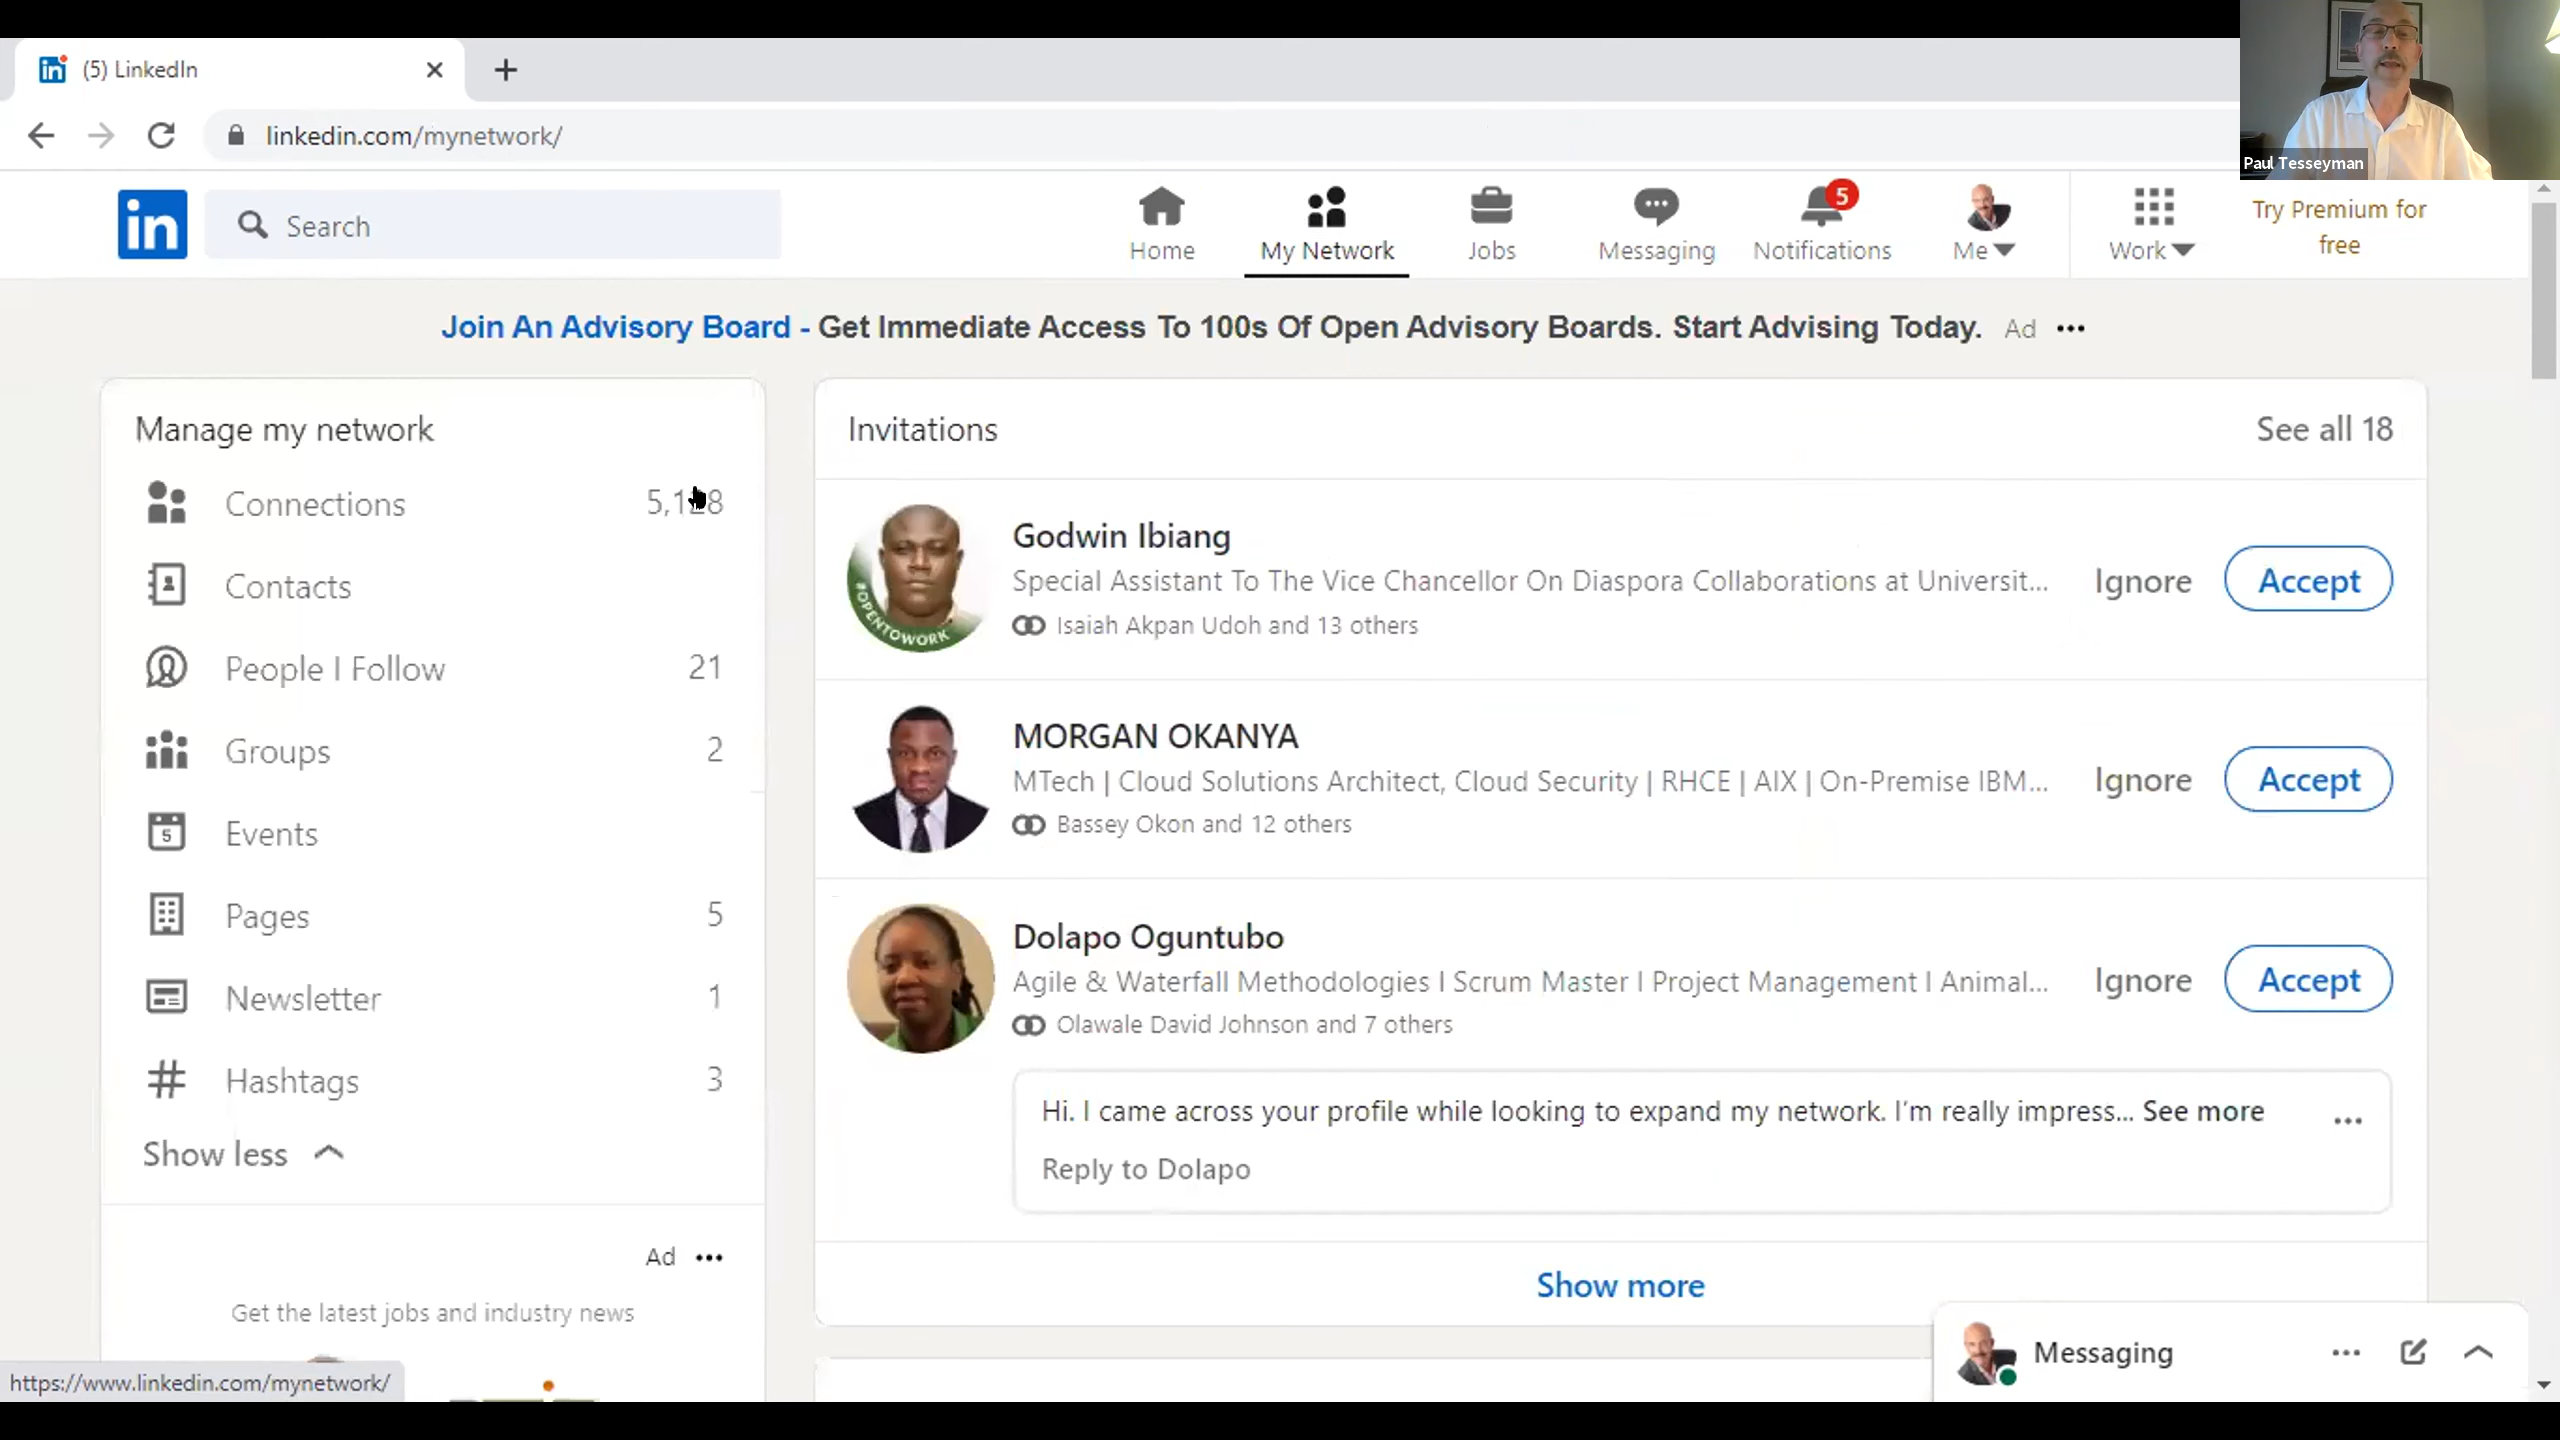 (5) LinkedIn
linkedin.com/mynetwork/
Paul Tesseyman
in
Search
Home
My Network
Jobs
Messaging
5
Notifications
Me
Work
Try Premium for
free
Join An Advisory Board - Get Immediate Access To 100s Of Open Advisory Boards. Start Advising Today. Ad
Manage my network
Connections
Contacts
People I Follow 21
Groups 2
Events
Pages 5
Newsletter 1
Hashtags 3
Show less
Ad
Get the latest jobs and industry news
Invitations See all 18
Godwin Ibiang
Special Assistant To The Vice Chancellor On Diaspora Collaborations at Universit...
Isaiah Akpan Udoh and 13 others
Ignore Accept
#OPENTOWORK
MORGAN OKANYA
MTech | Cloud Solutions Architect, Cloud Security | RHCE | AIX | On-Premise IBM...
Bassey Okon and 12 others
Ignore Accept
Dolapo Oguntubo
Agile & Waterfall Methodologies I Scrum Master I Project Management I Animal...
Olawale David Johnson and 7 others
Ignore Accept
Hi. I came across your profile while looking to expand my network. I'm really impress... See more
Reply to Dolapo
Show more
Messaging
https://www.linkedin.com/mynetwork/